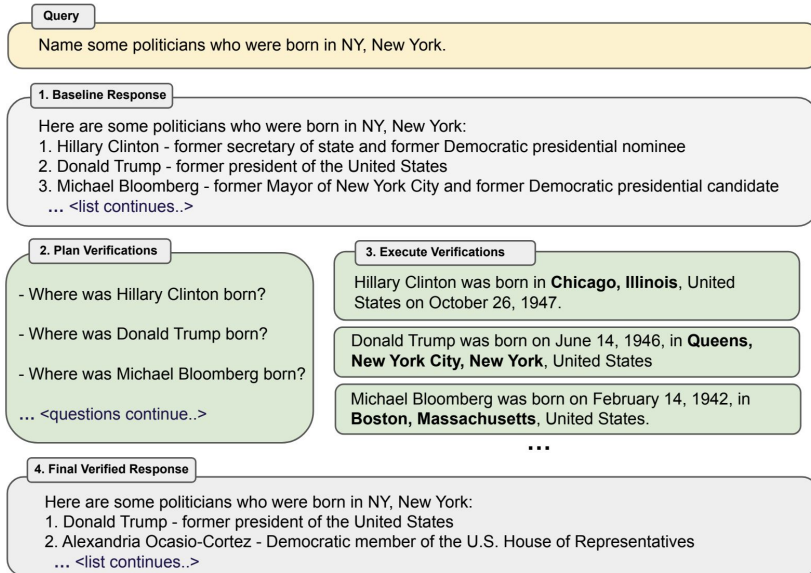 Query
Name some politicians who were born in NY, New York.
1. Baseline Response
Here are some politicians who were born in NY, New York:
1. Hillary Clinton - former secretary of state and former Democratic presidential nominee
2. Donald Trump - former president of the United States
3. Michael Bloomberg - former Mayor of New York City and former Democratic presidential candidate
... <list continues..>
2. Plan Verifications
- Where was Hillary Clinton born?
- Where was Donald Trump born?
- Where was Michael Bloomberg born?
... <questions continue..>
3. Execute Verifications
Hillary Clinton was born in Chicago, Illinois, United
States on October 26, 1947.
Donald Trump was born on June 14, 1946, in Queens,
New York City, New York, United States
Michael Bloomberg was born on February 14, 1942, in
Boston, Massachusetts, United States.
...
4. Final Verified Response
Here are some politicians who were born in NY, New York:
1. Donald Trump - former president of the United States
2. Alexandria Ocasio-Cortez - Democratic member of the U.S. House of Representatives
... <list continues..>